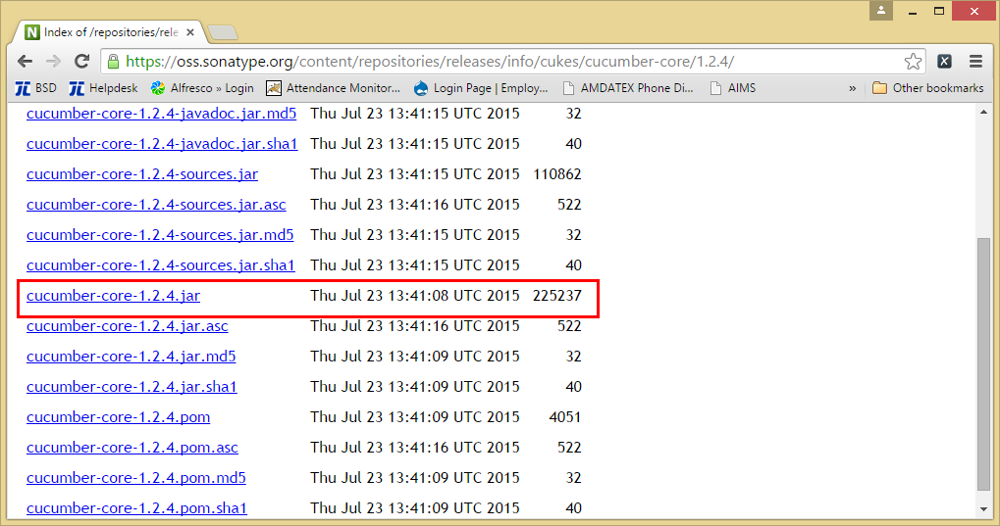 Index of /repositories/rele
https://oss.sonatype.org/content/repositories/releases/info/cukes/cucumber-core/1.2.4/
BSD Helpdesk Alfresco » Login Attendance Monitor... Login Page | Employ... AMDATEX Phone Di... AIMS » Other bookmarks
cucumber-core-1.2.4-javadoc.jar.md5 Thu Jul 23 13:41:15 UTC 2015 32
cucumber-core-1.2.4-javadoc.jar.sha1 Thu Jul 23 13:41:15 UTC 2015 40
cucumber-core-1.2.4-sources.jar Thu Jul 23 13:41:15 UTC 2015 110862
cucumber-core-1.2.4-sources.jar.asc Thu Jul 23 13:41:16 UTC 2015 522
cucumber-core-1.2.4-sources.jar.md5 Thu Jul 23 13:41:15 UTC 2015 32
cucumber-core-1.2.4-sources.jar.sha1 Thu Jul 23 13:41:15 UTC 2015 40
cucumber-core-1.2.4.jar Thu Jul 23 13:41:08 UTC 2015 225237
cucumber-core-1.2.4.jar.asc Thu Jul 23 13:41:16 UTC 2015 522
cucumber-core-1.2.4.jar.md5 Thu Jul 23 13:41:09 UTC 2015 32
cucumber-core-1.2.4.jar.sha1 Thu Jul 23 13:41:09 UTC 2015 40
cucumber-core-1.2.4.pom Thu Jul 23 13:41:09 UTC 2015 4051
cucumber-core-1.2.4.pom.asc Thu Jul 23 13:41:16 UTC 2015 522
cucumber-core-1.2.4.pom.md5 Thu Jul 23 13:41:09 UTC 2015 32
cucumber-core-1.2.4.pom.sha1 Thu Jul 23 13:41:09 UTC 2015 40